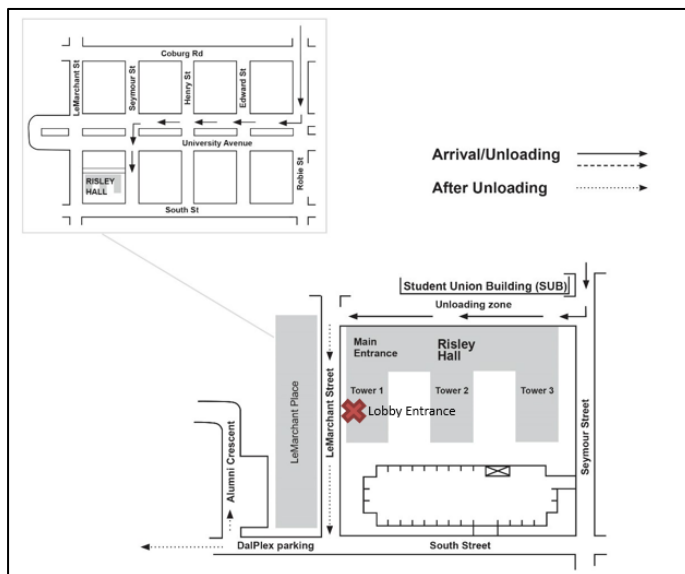 Coburg Rd
LeMarchant St
Seymour St
Henry St
Edward St
University Avenue
Robie St
RISLEY
HALL
South St
Arrival/Unloading
After Unloading
Student Union Building (SUB)
Unloading zone
Main
Entrance
Risley
Hall
Tower 1
Tower 2
Tower 3
Lobby Entrance
LeMarchant Place
LeMarchant Street
Seymour Street
Alumni Crescent
DalPlex parking
South Street